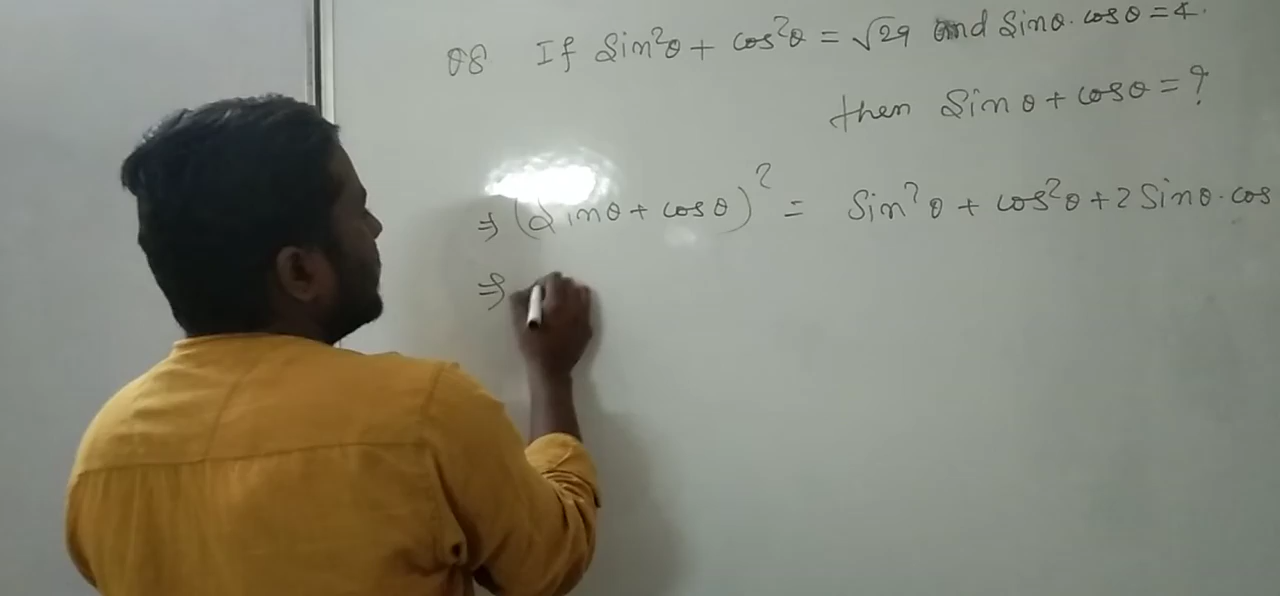 08 If Sin²θ + cos²θ = √29 and Sinθ. cosθ = 4.
then Sinθ + cosθ = ?
⇒ (Sinθ + cosθ)² = Sin²θ + cos²θ + 2 Sinθ. cos
⇒